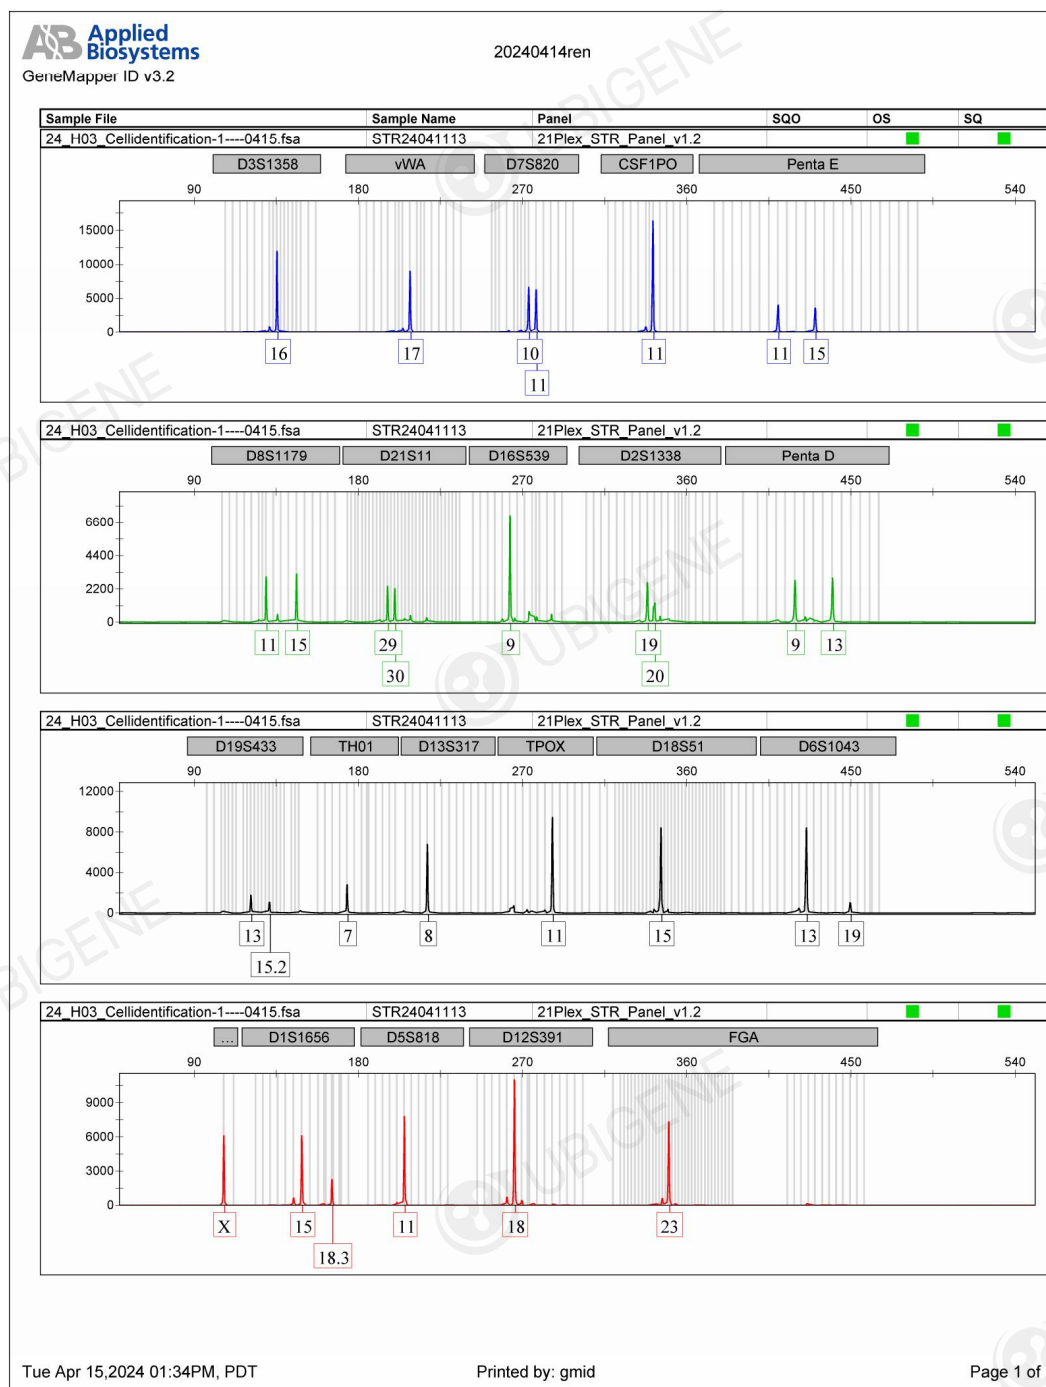 AB Applied
Biosystems
GeneMapper ID v3.2
20240414ren
Sample File Sample Name Panel SQO OS SQ
24_H03_Cellidentification-1----0415.fsa STR24041113 21Plex_STR_Panel_v1.2
D3S1358 vWA D7S820 CSF1PO Penta E
90 180 270 360 450 540
15000
10000
5000
0
16 17 10 11 11 15
11
24_H03_Cellidentification-1----0415.fsa STR24041113 21Plex_STR_Panel_v1.2
D8S1179 D21S11 D16S539 D2S1338 Penta D
90 180 270 360 450 540
6600
4400
2200
0
11 15 29 9 19 9 13
30 20
24_H03_Cellidentification-1----0415.fsa STR24041113 21Plex_STR_Panel_v1.2
D19S433 TH01 D13S317 TPOX D18S51 D6S1043
90 180 270 360 450 540
12000
8000
4000
0
13 7 8 11 15 13 19
15.2
24_H03_Cellidentification-1----0415.fsa STR24041113 21Plex_STR_Panel_v1.2
... D1S1656 D5S818 D12S391 FGA
90 180 270 360 450 540
9000
6000
3000
0
X 15 11 18 23
18.3
Tue Apr 15,2024 01:34PM, PDT Printed by: gmid Page 1 of
UBIGENE
UBIGENE
UBIGENE
UBIGENE
UBIGENE